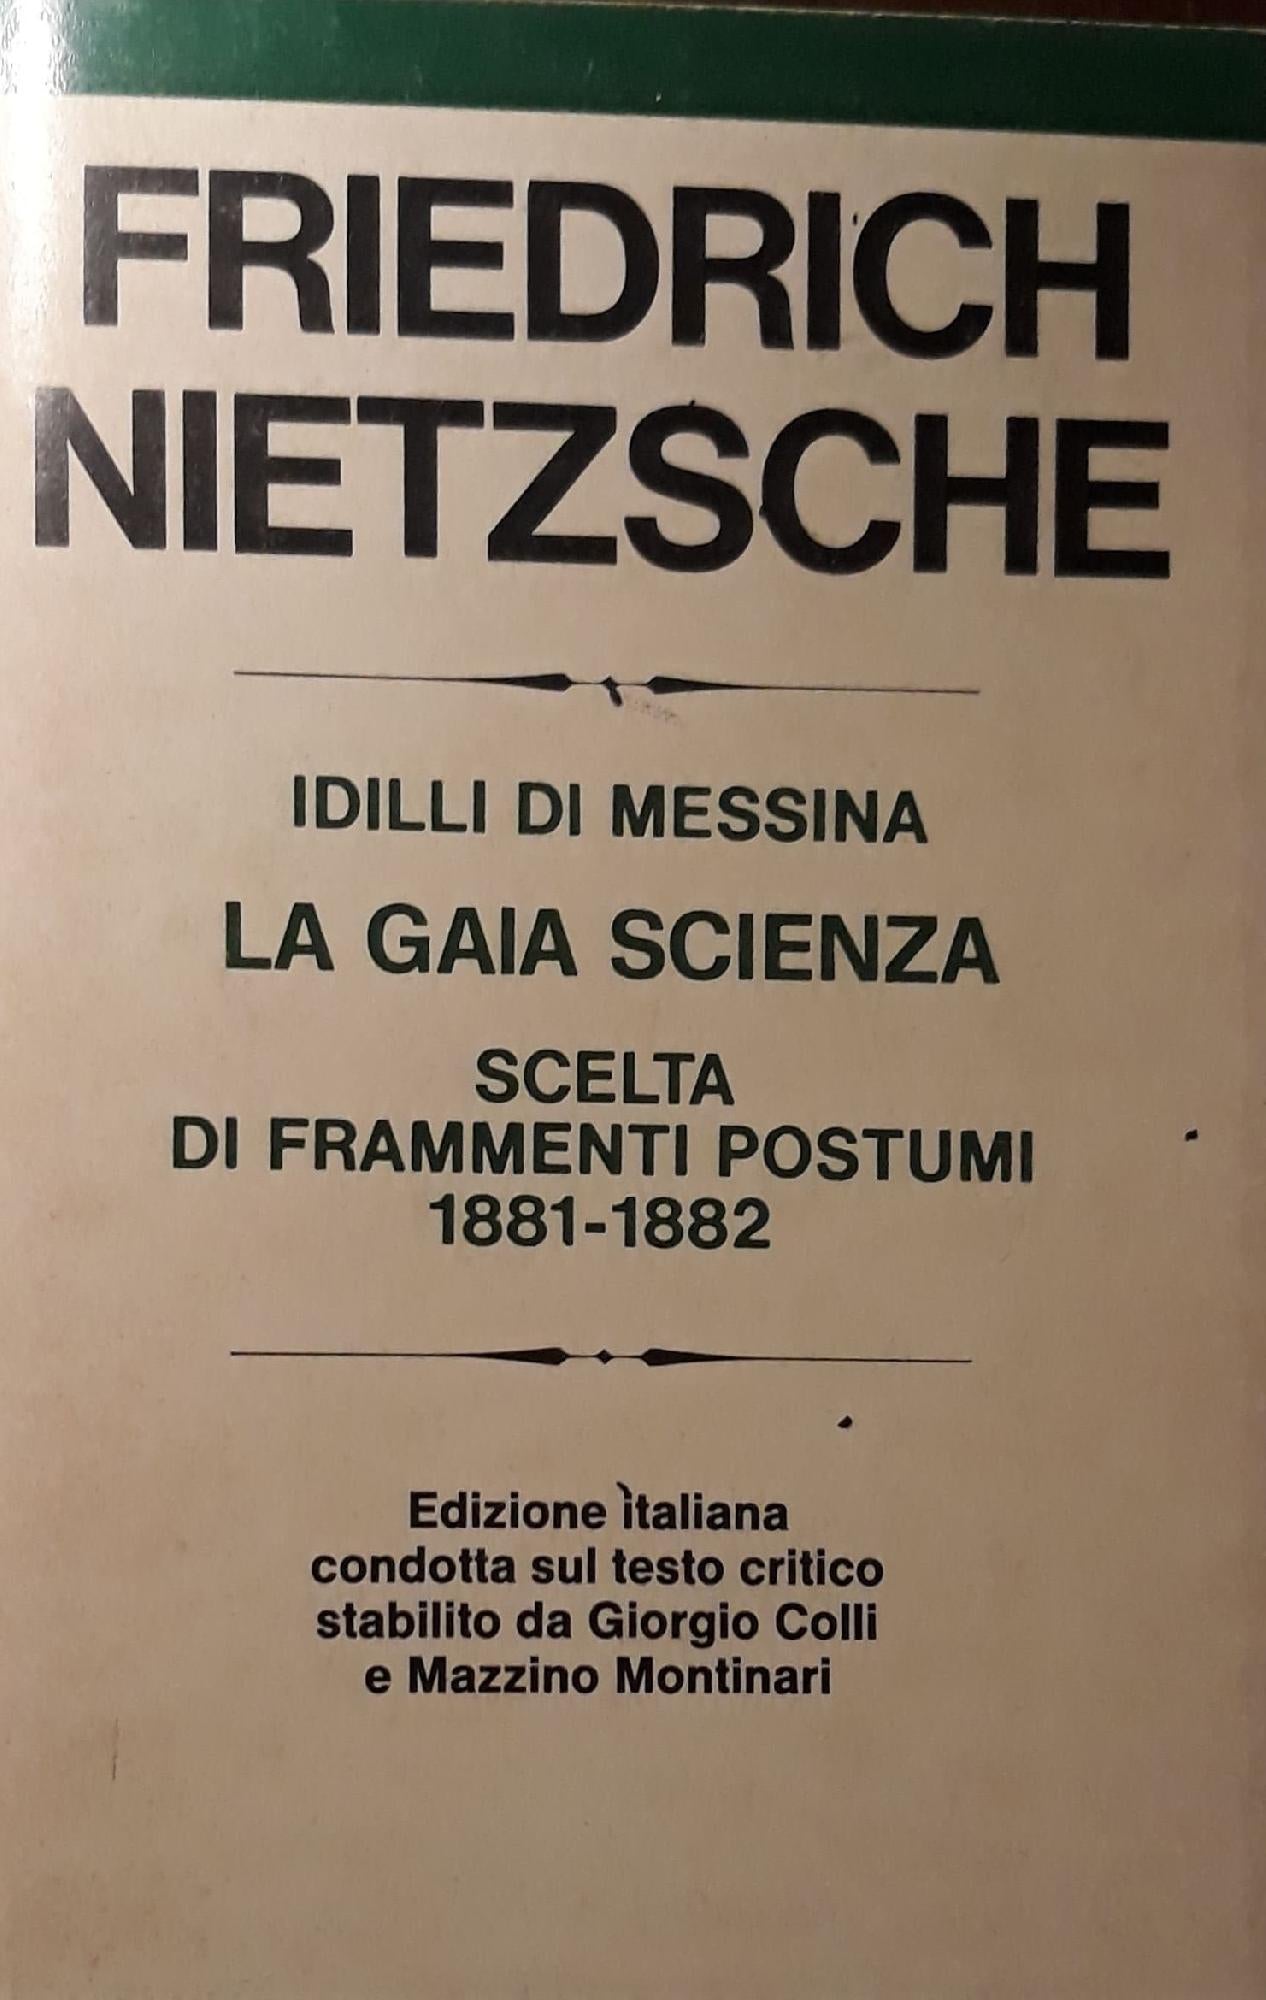 FRIEDRICH
NIETZSCHE
IDILLI DI MESSINA
LA GAIA SCIENZA
SCELTA
DI FRAMMENTI POSTUMI
1881-1882
Edizione italiana
condotta sul testo critico
stabilito da Giorgio Colli
e Mazzino Montinari